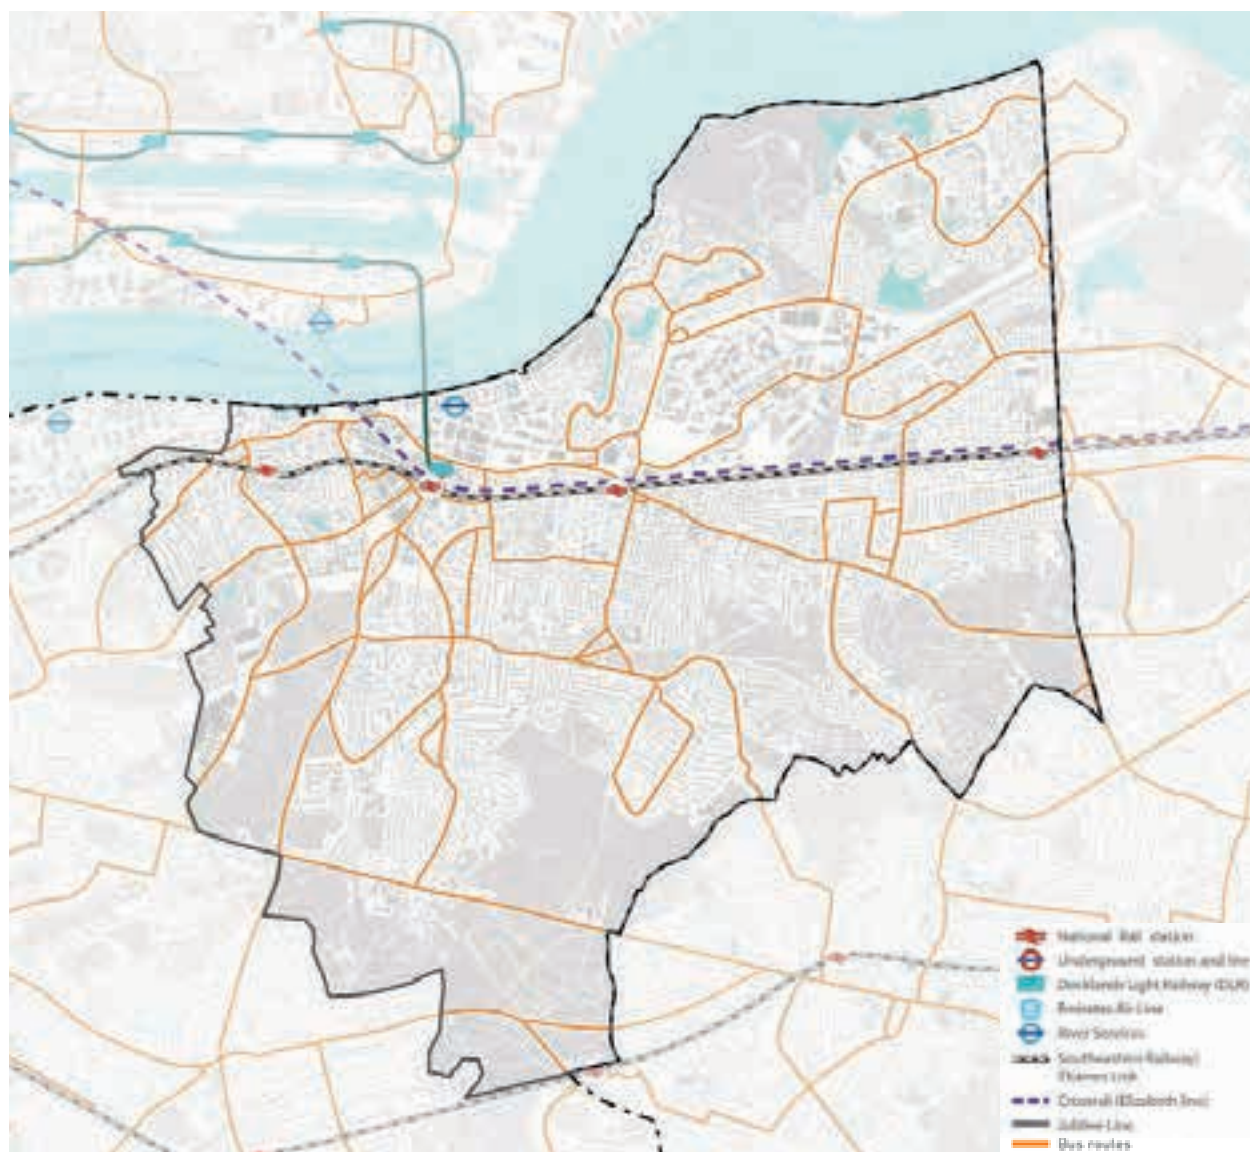 National Rail station
Underground station and line
Docklands Light Railway (DLR)
Emirates Air Line
River Services
Southeastern Railway/
Thames Link
Crossrail (Elizabeth line)
Jubilee Line
Bus routes